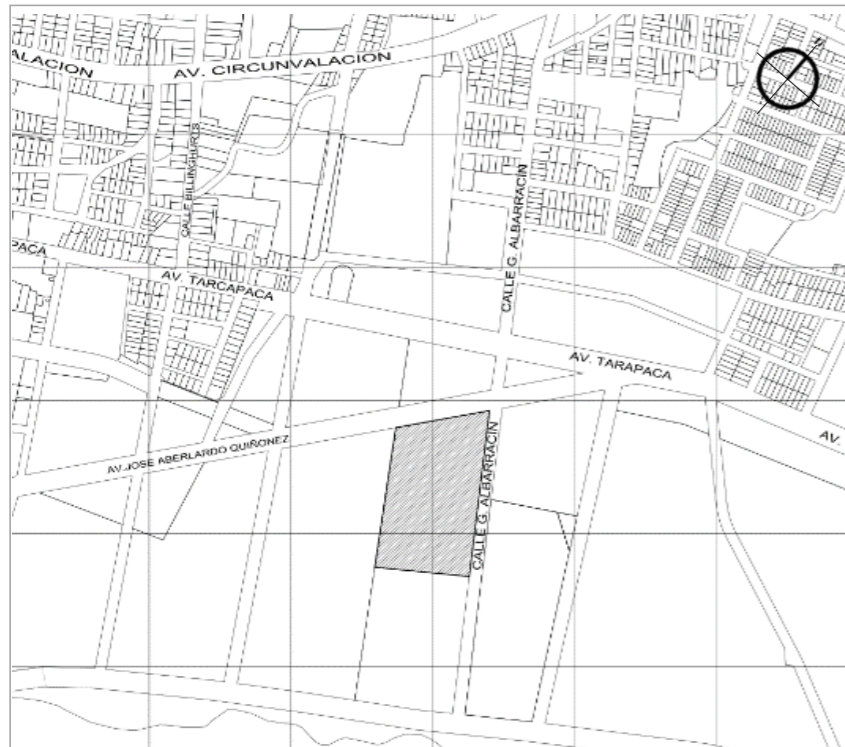 ALACION
AV. CIRCUNVALACION
CALLE BILLINGHURTS
CALLE G. ALBARRACIN
PACA
AV. TARCAPACA
AV. TARAPACA
AV.
AV.JOSE ABERLARDO QUIÑONEZ
CALLE G. ALBARRACIN